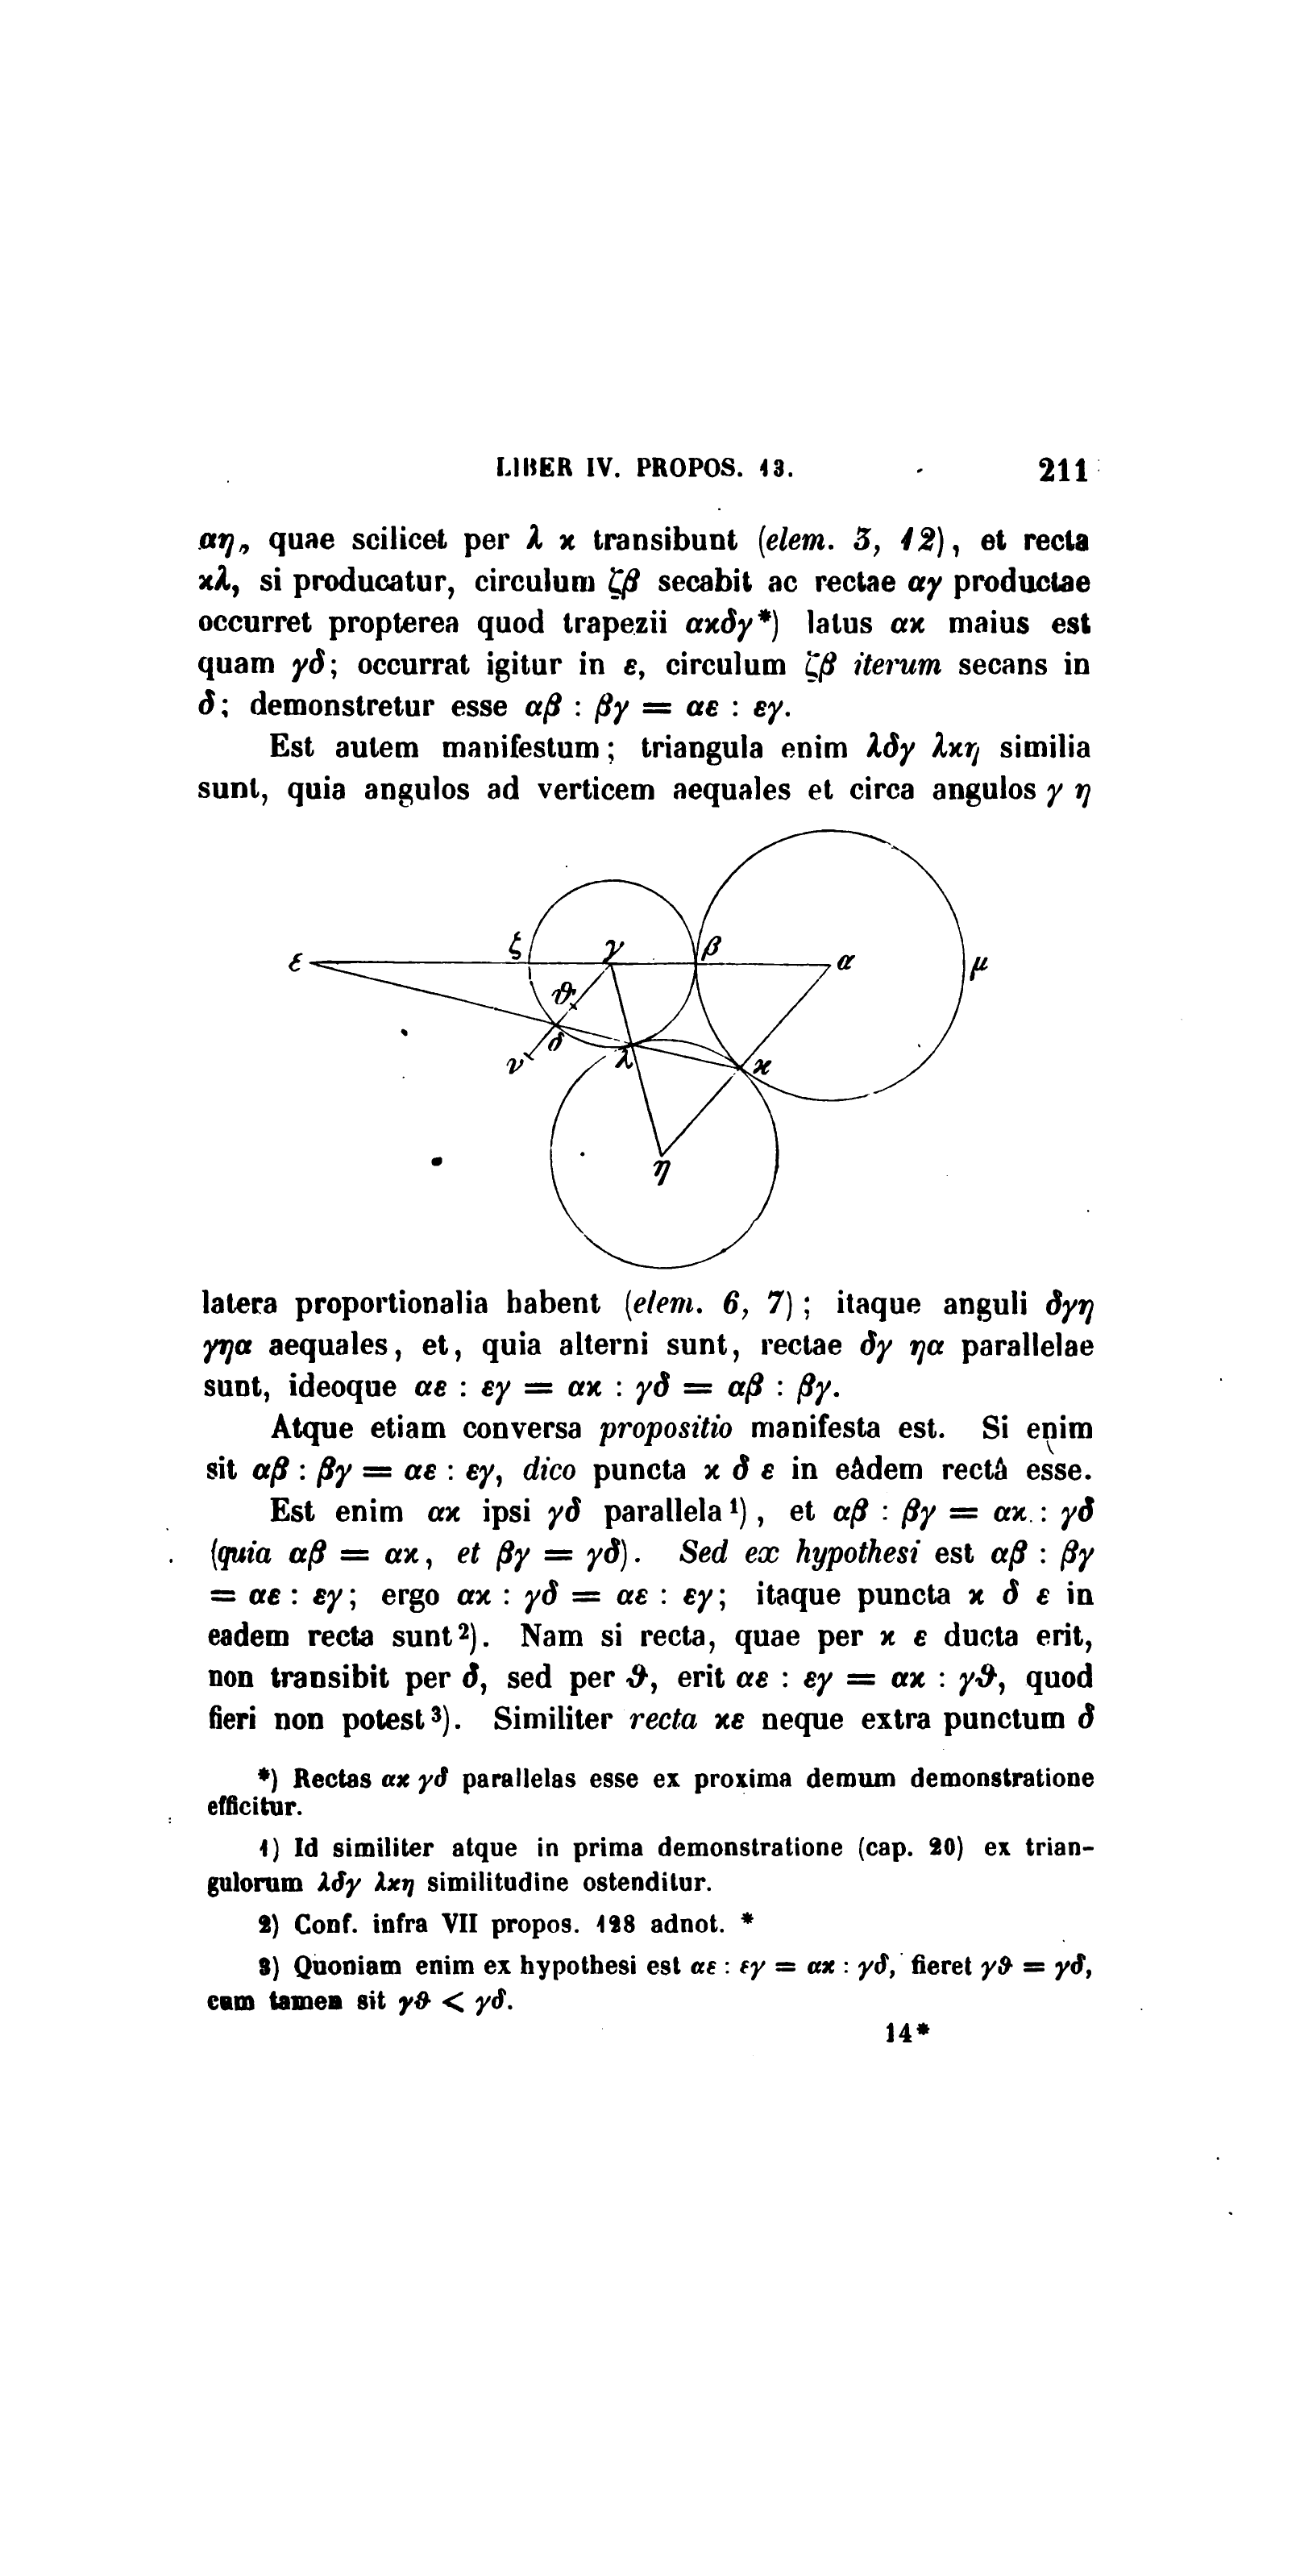 LIBER IV. PROPOS. 13. 211
αη, quae scilicet per λ κ transibunt (elem. 3, 12), et recta
κλ, si producatur, circulum ζβ secabit ac rectae αγ productae
occurret propterea quod trapezii ακδγ*) latus ακ maius est
quam γδ; occurrat igitur in ε, circulum ζβ iterum secans in
δ; demonstretur esse αβ : βγ = αε : εγ.
Est autem manifestum; triangula enim λδγ λκη similia
sunt, quia angulos ad verticem aequales et circa angulos γ η
ε ζ γ β α μ
ϑ
ν δ λ κ
η
latera proportionalia habent (elem. 6, 7); itaque anguli δγη
γηα aequales, et, quia alterni sunt, rectae δγ ηα parallelae
sunt, ideoque αε : εγ = ακ : γδ = αβ : βγ.
Atque etiam conversa propositio manifesta est. Si enim
sit αβ : βγ = αε : εγ, dico puncta κ δ ε in eâdem rectâ esse.
Est enim ακ ipsi γδ parallela¹), et αβ : βγ = ακ : γδ
(quia αβ = ακ, et βγ = γδ). Sed ex hypothesi est αβ : βγ
= αε : εγ; ergo ακ : γδ = αε : εγ; itaque puncta κ δ ε in
eadem recta sunt²). Nam si recta, quae per κ ε ducta erit,
non transibit per δ, sed per ϑ, erit αε : εγ = ακ : γϑ, quod
fieri non potest³). Similiter recta κε neque extra punctum δ
*) Rectas ακ γδ parallelas esse ex proxima demum demonstratione
efficitur.
1) Id similiter atque in prima demonstratione (cap. 20) ex trian-
gulorum λδγ λκη similitudine ostenditur.
2) Conf. infra VII propos. 128 adnot. *
3) Quoniam enim ex hypothesi est αε : εγ = ακ : γδ, fieret γϑ = γδ,
cum tamen sit γϑ < γδ.
14*